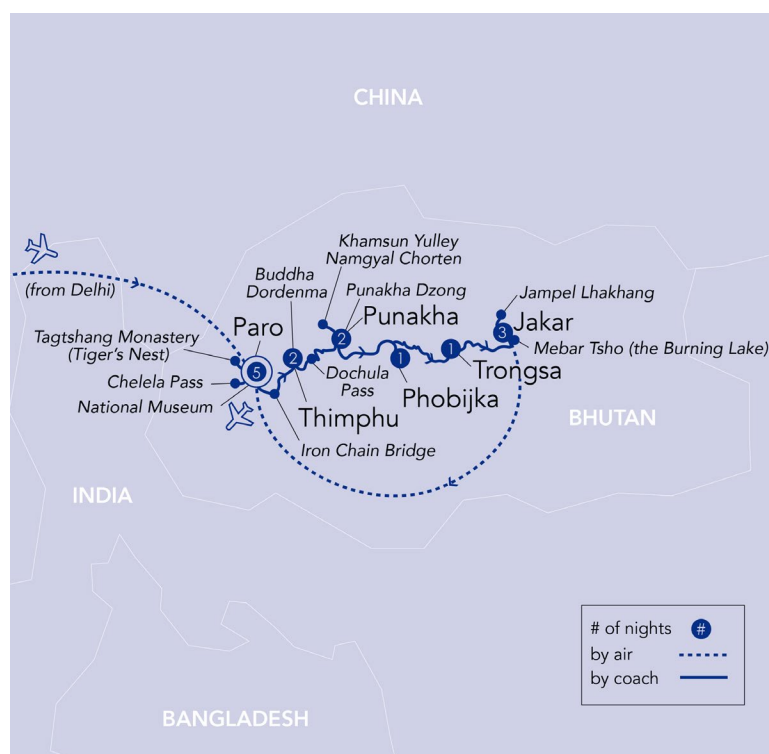 CHINA
Khamsun Yulley
Namgyal Chorten
Buddha
Dordenma
Punakha Dzong
Punakha
(from Delhi)
Jampel Lhakhang
Jakar
3
Mebar Tsho (the Burning Lake)
Tagtshang Monastery
(Tiger's Nest)
Paro
5
2
2
1
1
Chelela Pass
National Museum
Dochula
Pass
Trongsa
Thimphu
Phobijka
Iron Chain Bridge
BHUTAN
INDIA
# of nights #
by air
by coach
BANGLADESH